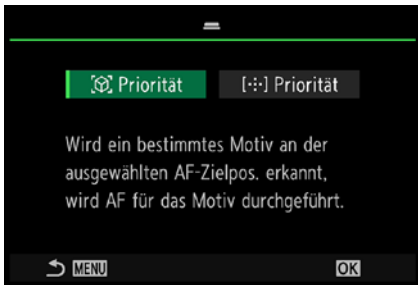 Priorität
[·:·] Priorität
Wird ein bestimmtes Motiv an der
ausgewählten AF-Zielpos. erkannt,
wird AF für das Motiv durchgeführt.
MENU OK